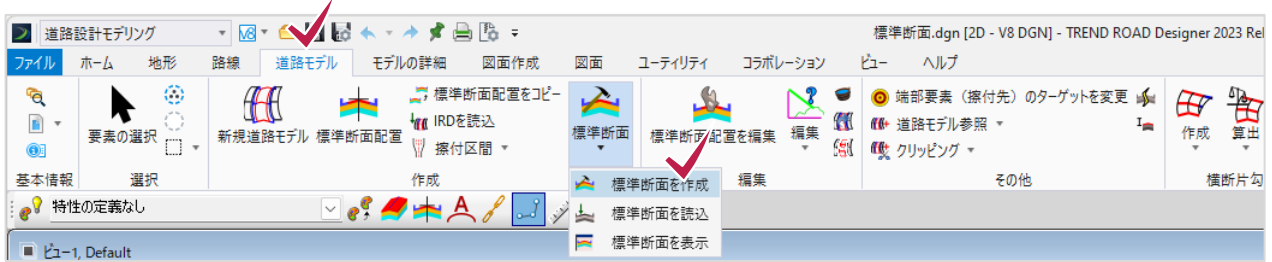 道路設計モデリング
標準断面.dgn [2D - V8 DGN] - TREND ROAD Designer 2023 Rel
ファイル ホーム 地形 路線 道路モデル モデルの詳細 図面作成 図面 ユーティリティ コラボレーション ビュー ヘルプ
標準断面配置をコピー
端部要素（擦付先）のターゲットを変更
要素の選択 新規道路モデル 標準断面配置 IRDを読込 標準断面 標準断面配置を編集 編集 道路モデル参照 作成 算出
擦付区間 クリッピング
基本情報 選択 作成 標準断面を作成 編集 その他 横断片勾
特性の定義なし 標準断面を読込
標準断面を表示
ビュー1, Default